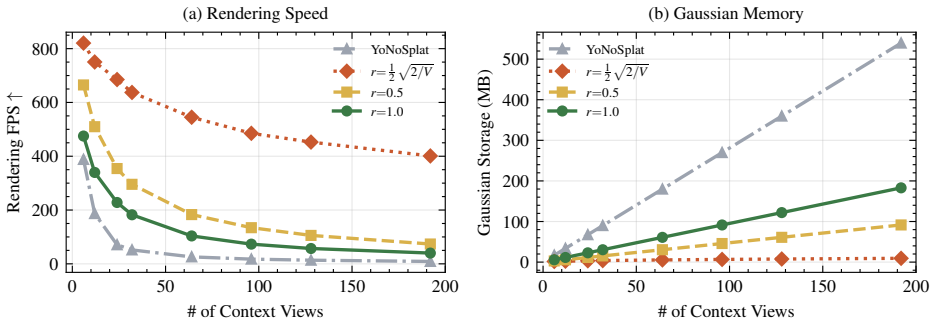 (a) Rendering Speed
Rendering FPS ↑
800
600
400
200
0
YoNoSplat
r=½√2/V
r=0.5
r=1.0
0 50 100 150 200
# of Context Views
(b) Gaussian Memory
Gaussian Storage (MB)
500
400
300
200
100
0
YoNoSplat
r=½√2/V
r=0.5
r=1.0
0 50 100 150 200
# of Context Views